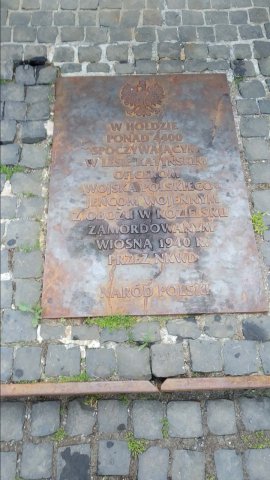 W HOŁDZIE
PONAD 4400
SPOCZYWAJĄCYM
W LESIE KATYŃSKIM
OFICEROM
WOJSKA POLSKIEGO
JEŃCOM WOJENNYM
Z OBOZU W KOZIELSKU
ZAMORDOWANYM
WIOSNĄ 1940 R.
PRZEZ NKWD
NARÓD POLSKI